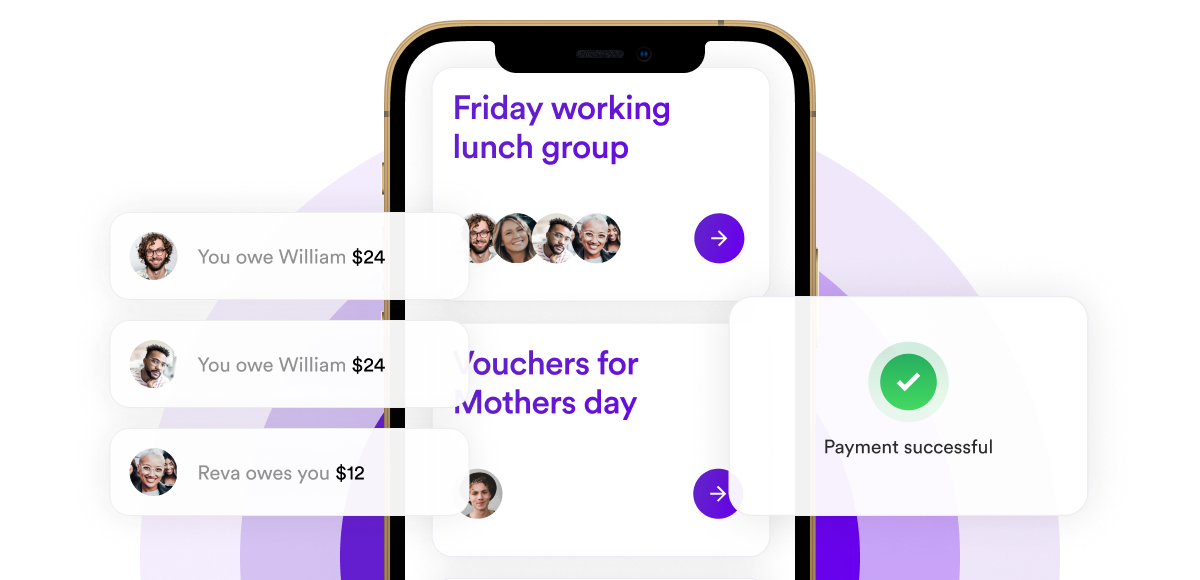 Friday working
lunch group
You owe William $24
You owe William $24
Reva owes you $12
Vouchers for
Mothers day
Payment successful